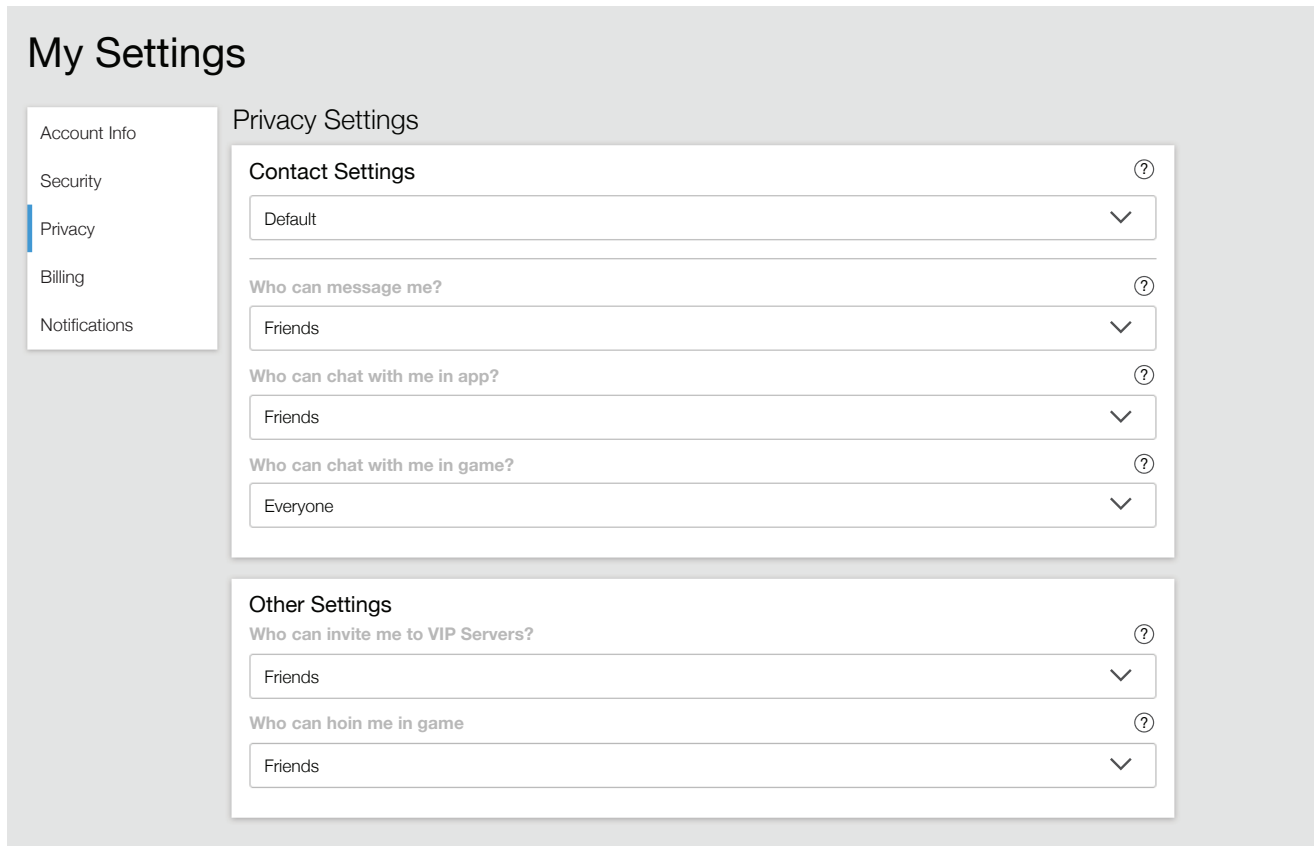 My Settings
Account Info
Security
Privacy
Billing
Notifications
Privacy Settings
Contact Settings
?
Default
Who can message me?
?
Friends
Who can chat with me in app?
?
Friends
Who can chat with me in game?
?
Everyone
Other Settings
Who can invite me to VIP Servers?
?
Friends
Who can hoin me in game
?
Friends